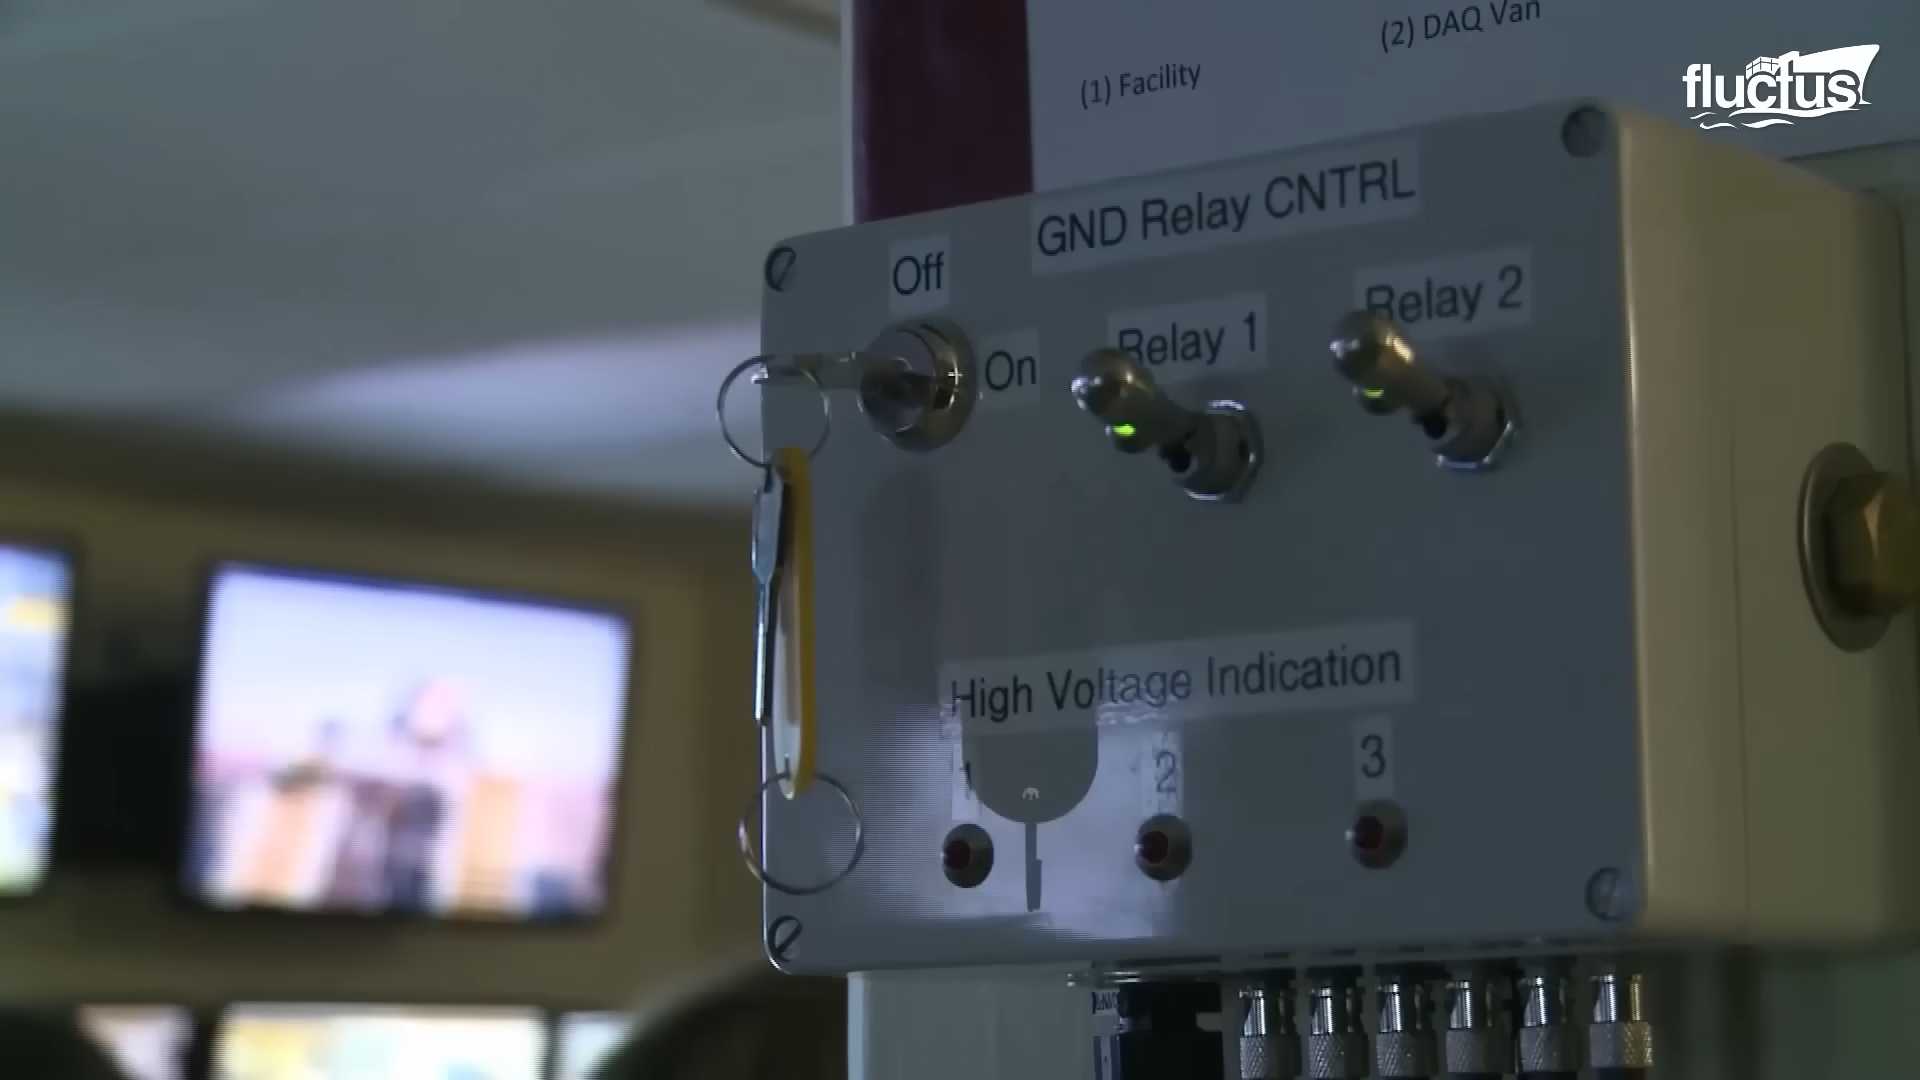 (2) DAQ Van
(1) Facility
fluctus
GND Relay CNTRL
Off
On
Relay 1
Relay 2
High Voltage Indication
1
2
3